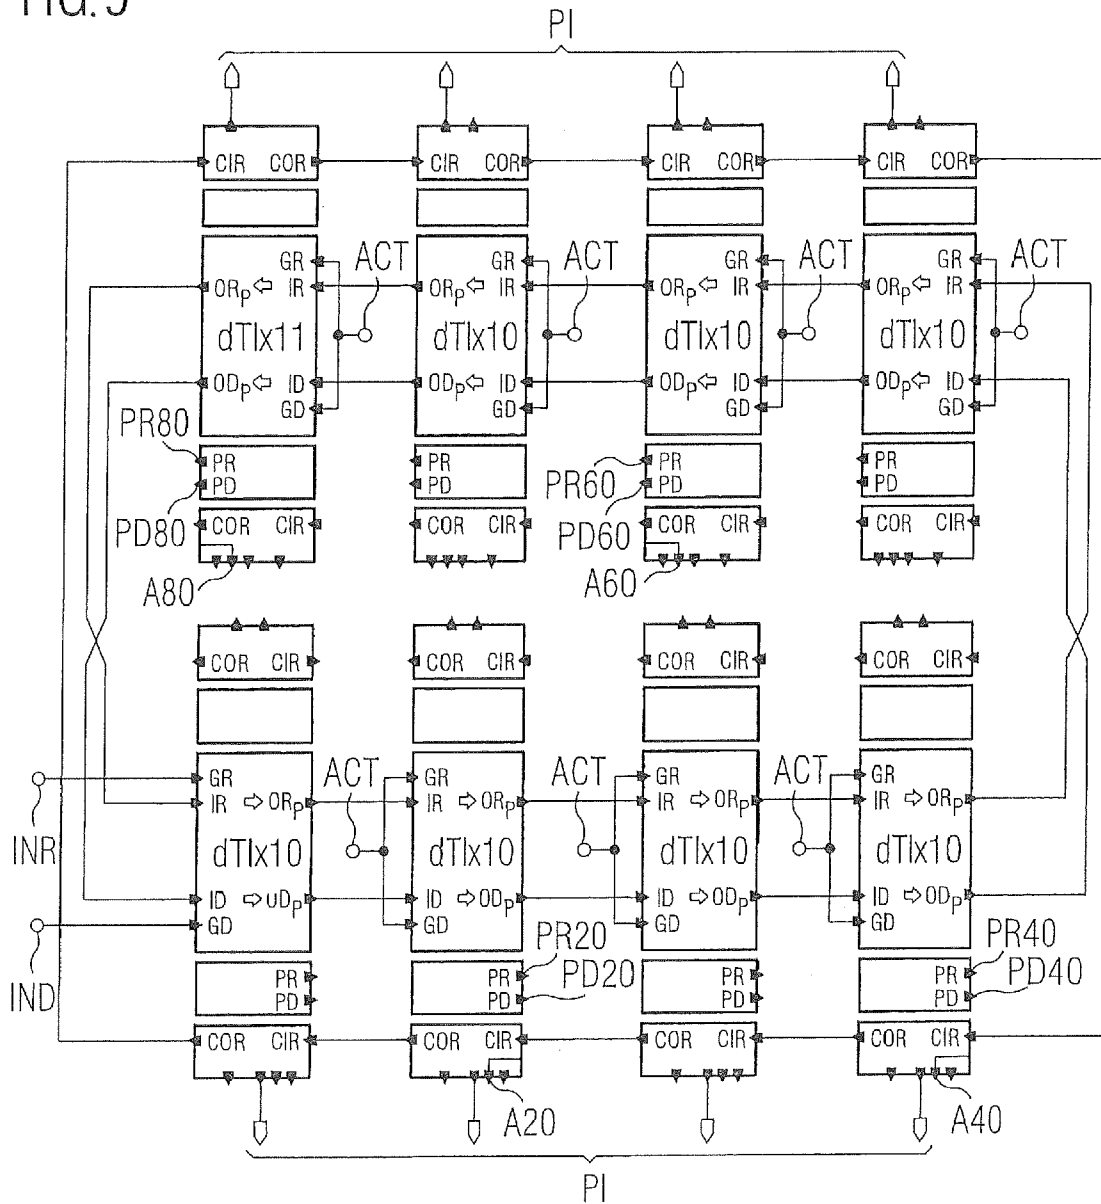 FIG. 9
PI
CIR COR CIR COR CIR COR CIR COR
GR ACT GR ACT GR ACT GR ACT
ORp⇦ IR ORp⇦ IR ORp⇦ IR ORp⇦ IR
dTIx11 dTIx10 dTIx10 dTIx10
ODp⇦ ID ODp⇦ ID ODp⇦ ID ODp⇦ ID
GD GD GD GD
PR80 PR PR PR60 PR PR
PD PD PD PD
PD80 COR CIR COR CIR PD60 COR CIR COR CIR
A80 A60
COR CIR COR CIR COR CIR COR CIR
GR ACT GR ACT GR ACT GR
IR ⇨ORp IR ⇨ORp IR ⇨ORp IR ⇨ORp
INR dTIx10 dTIx10 dTIx10 dTIx10
ID ⇨uDp ID ⇨ODp ID ⇨ODp ID ⇨ODp
GD GD GD GD
IND PR PR PR20 PR PR PR40
PD PD PD20 PD PD PD40
COR CIR COR CIR COR CIR COR CIR
A20 A40
PI